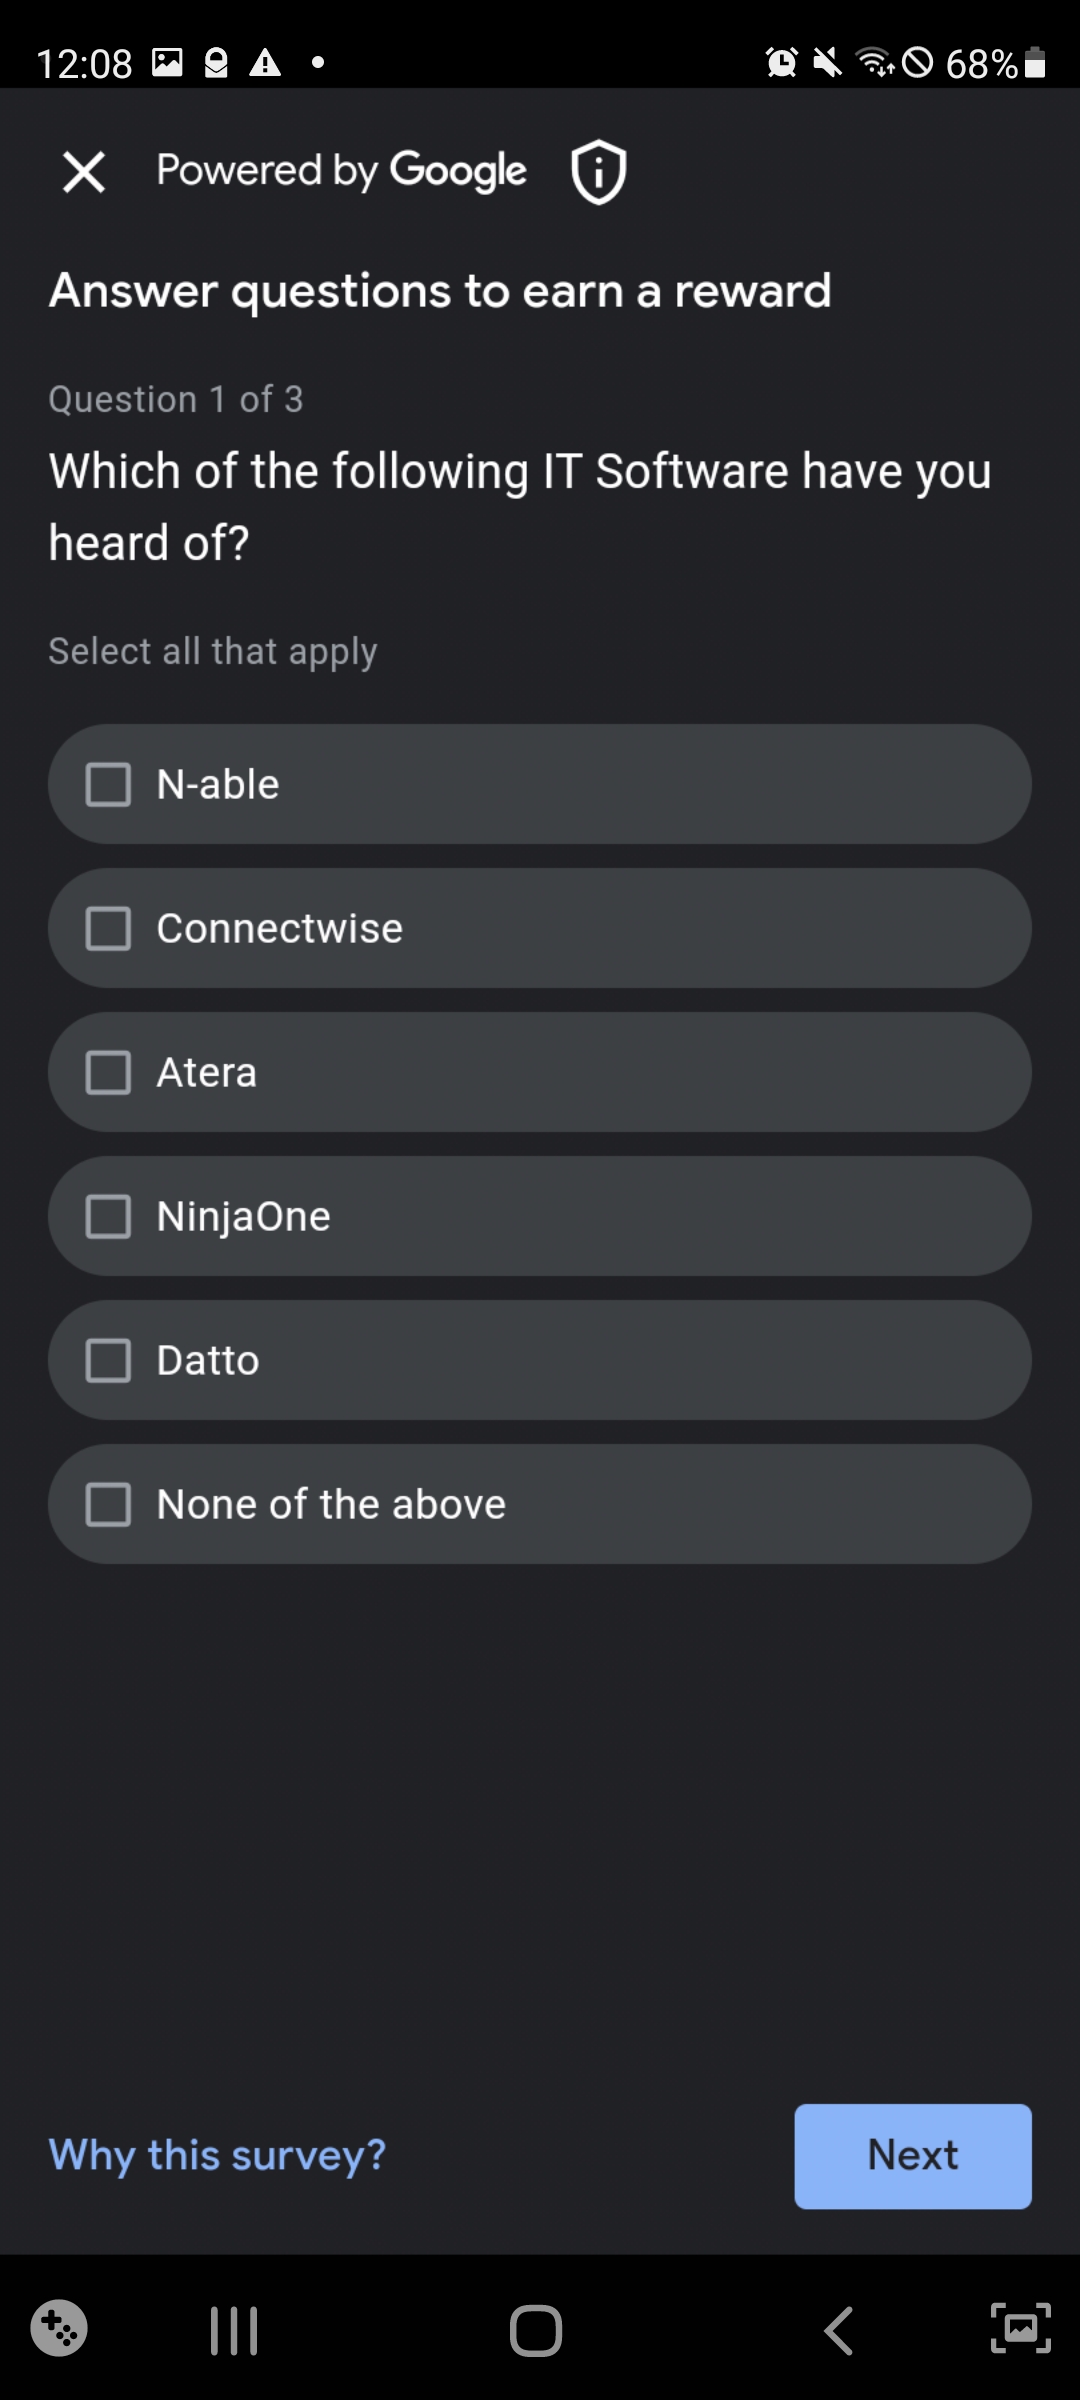 12:08
68%
Powered by Google
Answer questions to earn a reward
Question 1 of 3
Which of the following IT Software have you
heard of?
Select all that apply
N-able
Connectwise
Atera
NinjaOne
Datto
None of the above
Why this survey?
Next